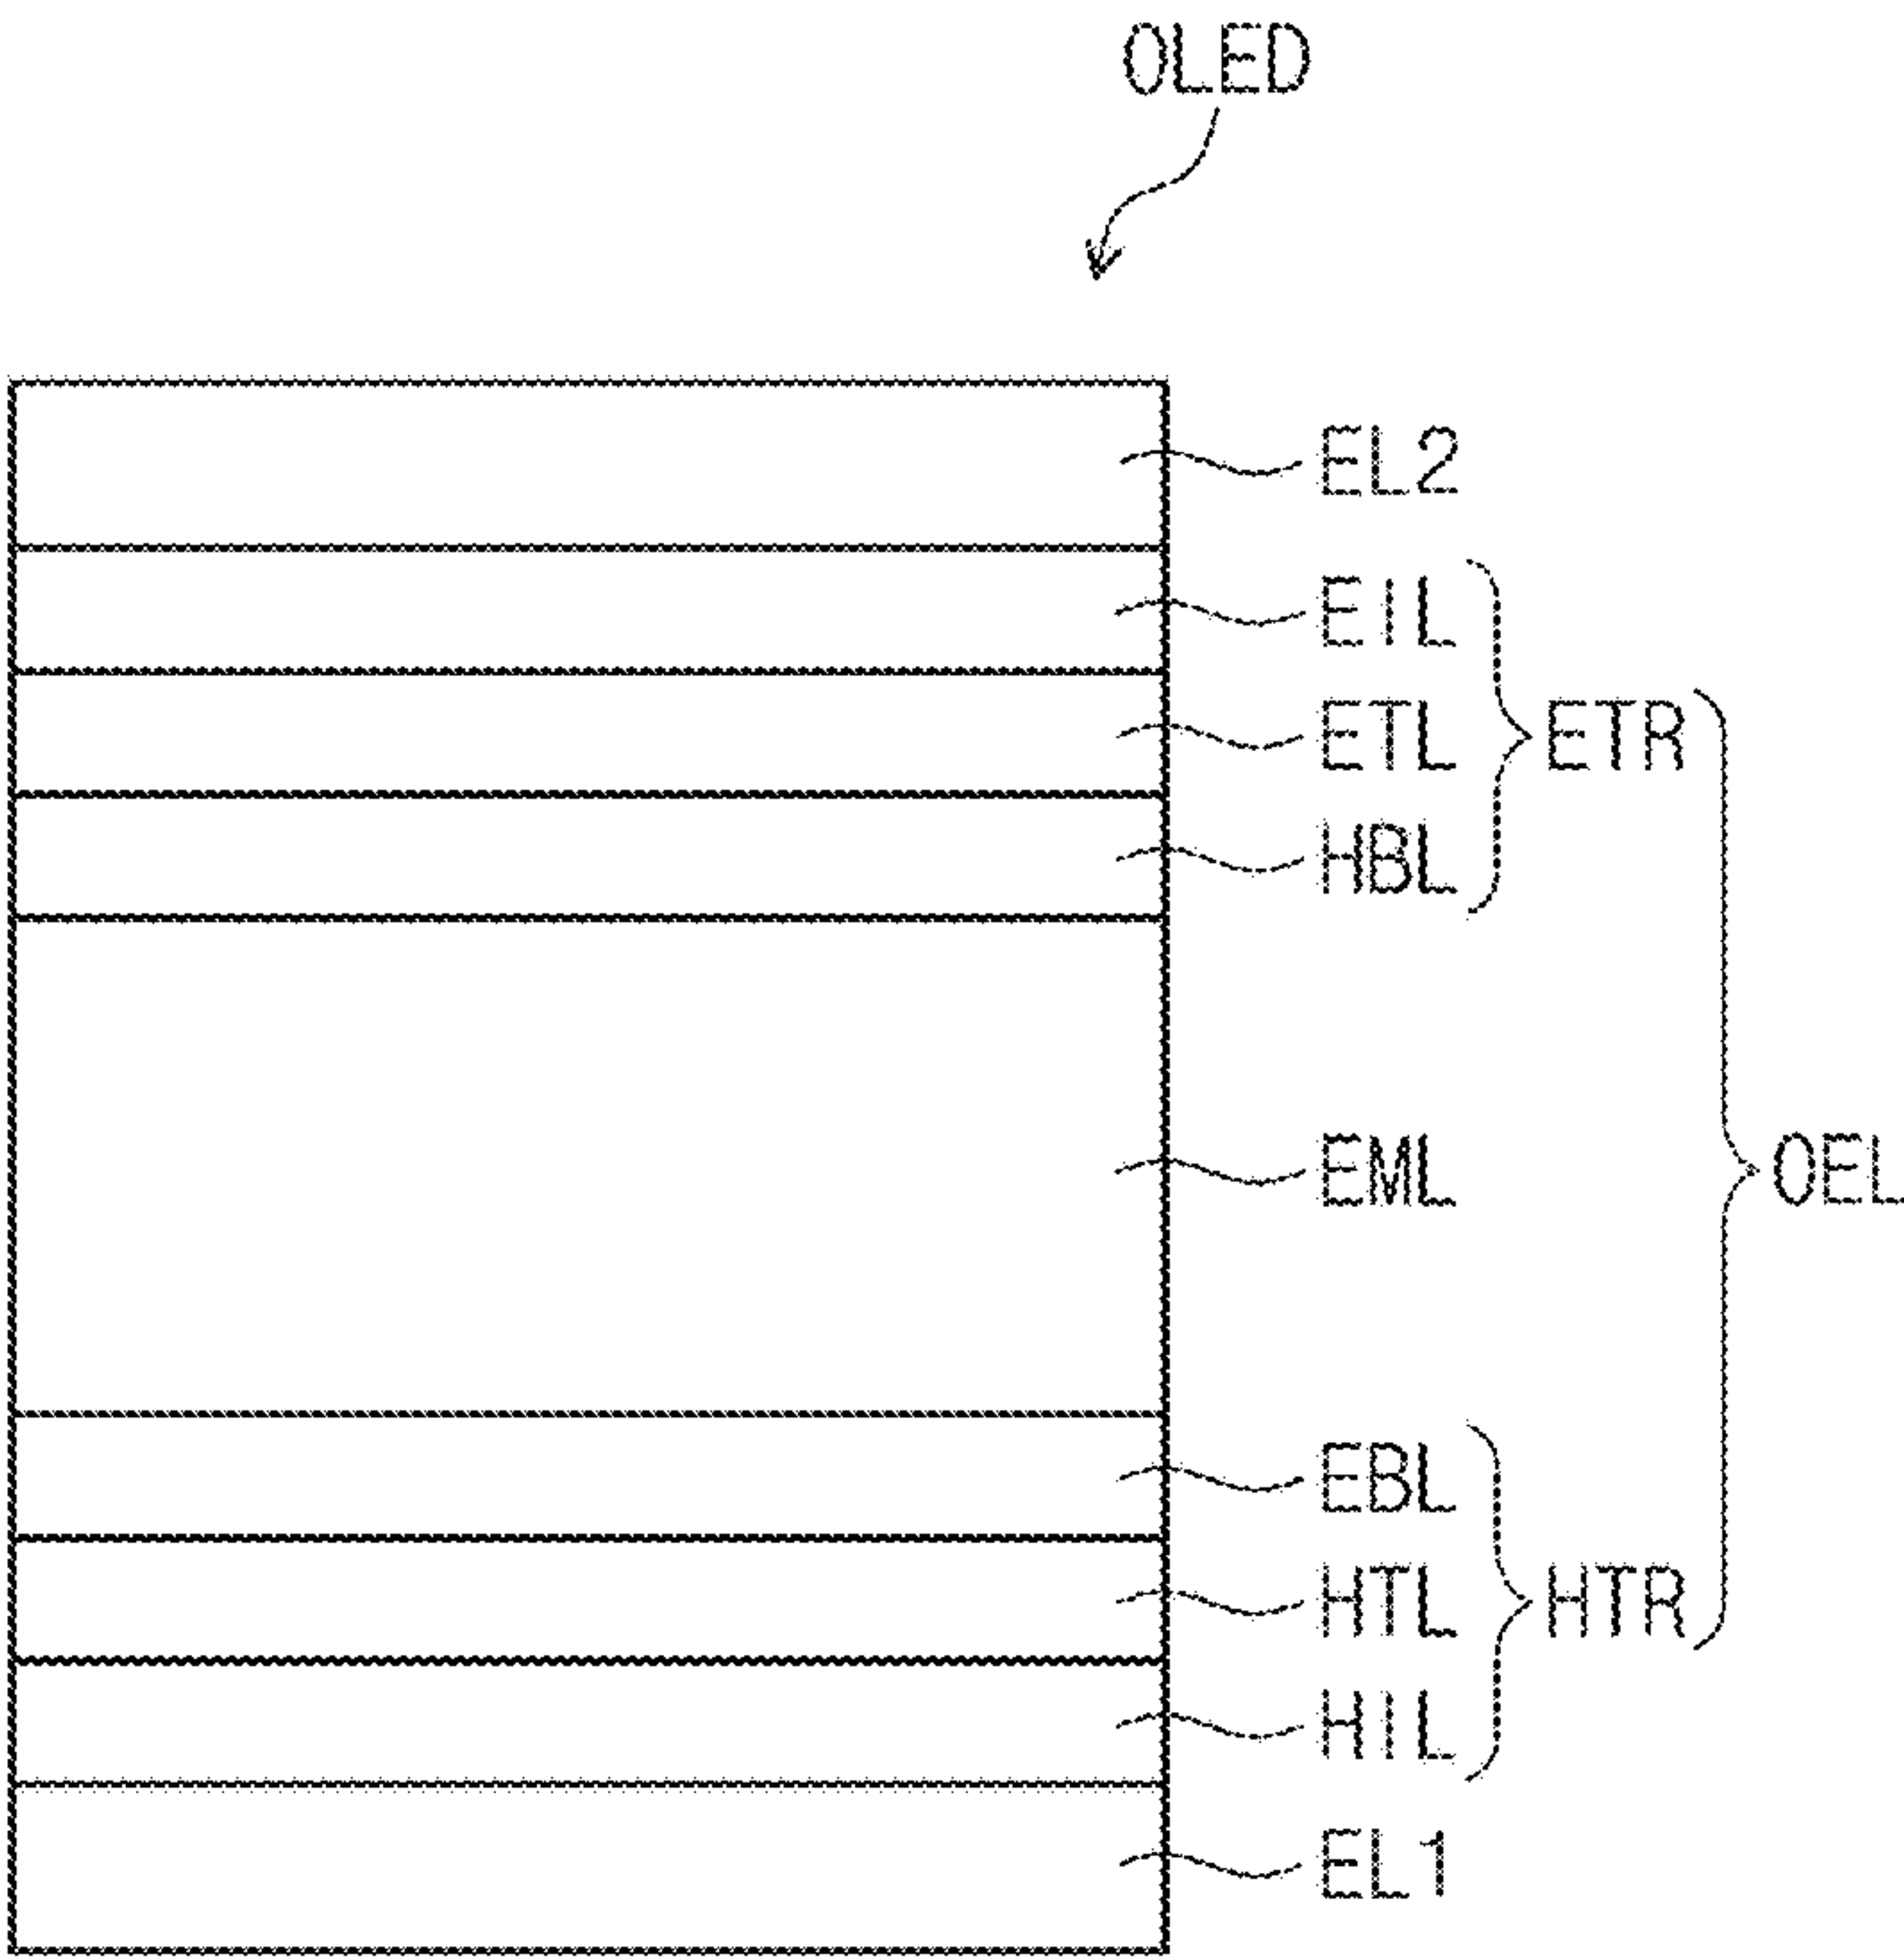 OLED
EL2
EIL
ETL ETR
HBL
EML OEL
EBL
HTL HTR
HIL
EL1